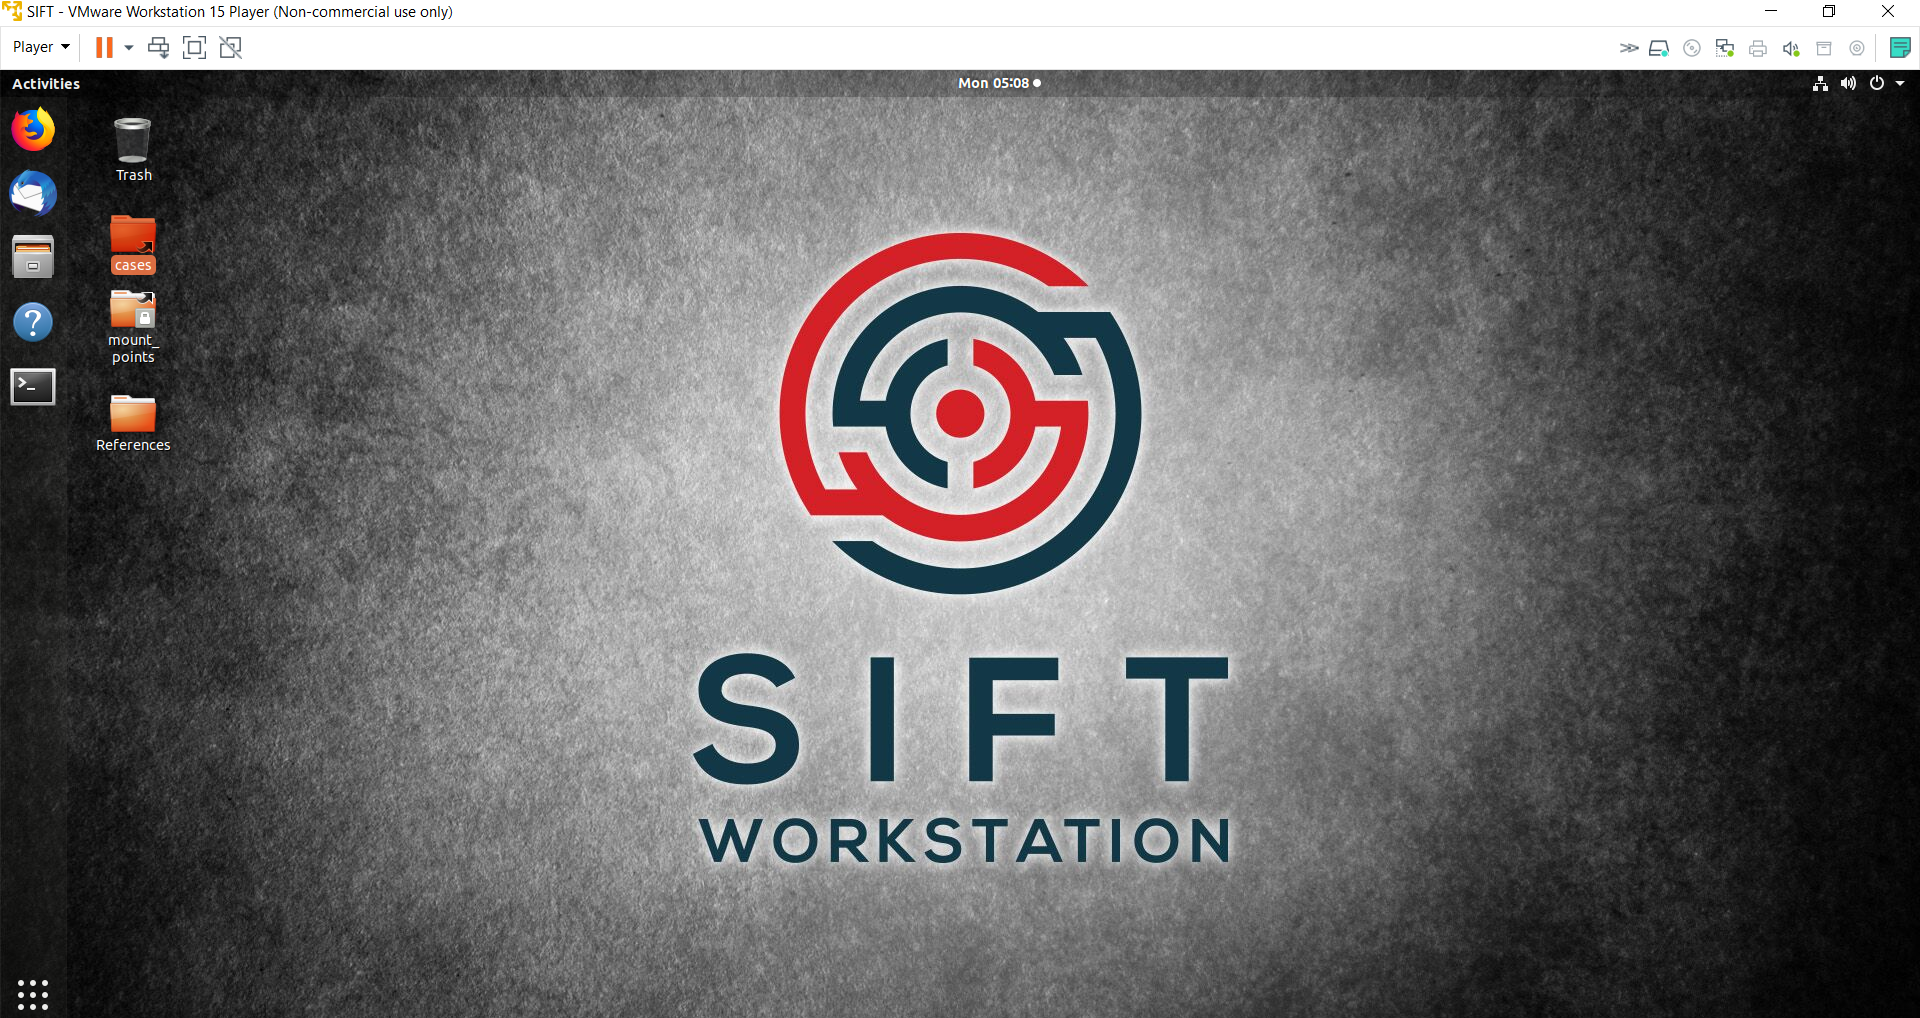 SIFT - VMware Workstation 15 Player (Non-commercial use only)
Player
Activities
Mon 05:08
Trash
cases
mount_
points
References
SIFT
WORKSTATION